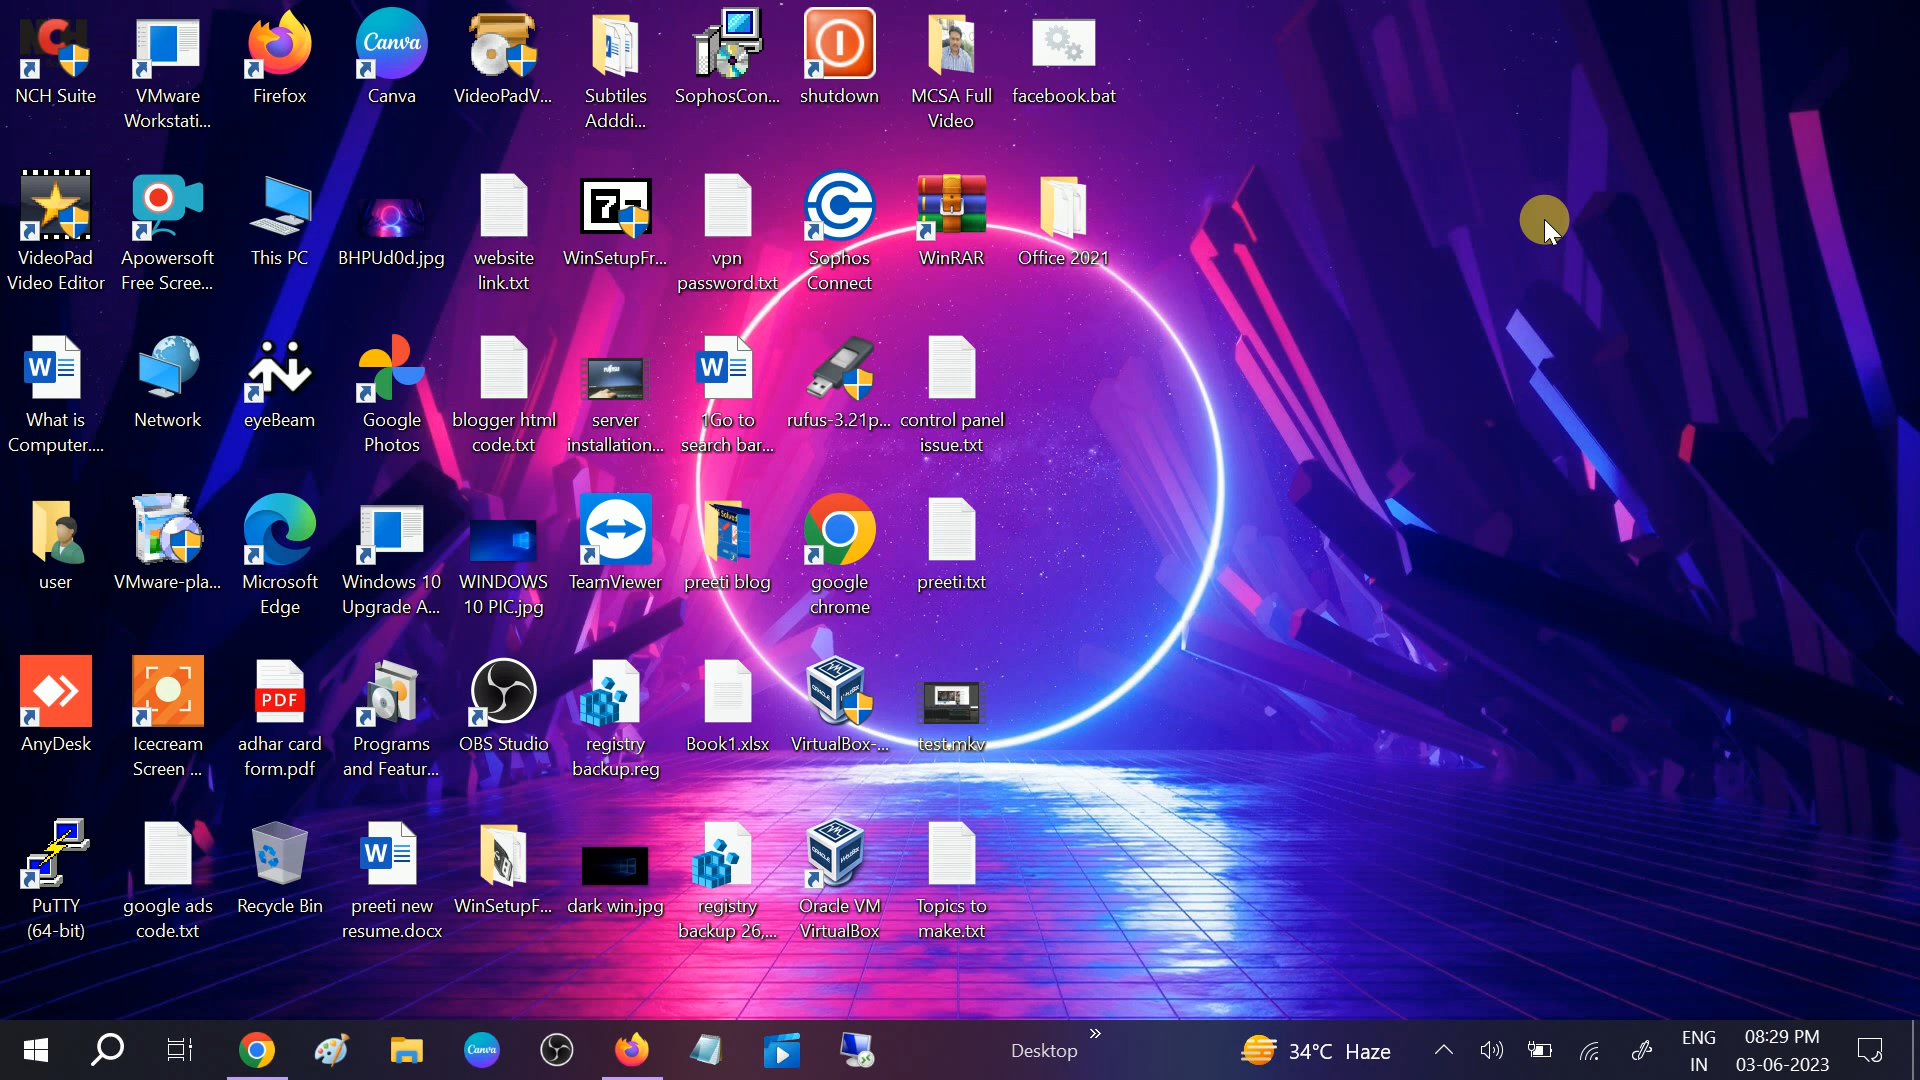 NCH Suite
VMware
Workstati...
Firefox
Canva
Canva
VideoPadV...
Subtiles
Adddi...
SophosCon...
shutdown
MCSA Full
Video
facebook.bat
VideoPad
Video Editor
Apowersoft
Free Scree...
This PC
BHPUd0d.jpg
website
link.txt
WinSetupFr...
vpn
password.txt
Sophos
Connect
WinRAR
Office 2021
What is
Computer....
Network
eyeBeam
Google
Photos
blogger html
code.txt
server
installation...
1Go to
search bar...
rufus-3.21p...
control panel
issue.txt
user
VMware-pla...
Microsoft
Edge
Windows 10
Upgrade A...
WINDOWS
10 PIC.jpg
TeamViewer
preeti blog
google
chrome
preeti.txt
AnyDesk
Icecream
Screen ...
PDF
adhar card
form.pdf
Programs
and Featur...
OBS Studio
registry
backup.reg
Book1.xlsx
VirtualBox-...
test.mkv
PuTTY
(64-bit)
google ads
code.txt
Recycle Bin
preeti new
resume.docx
WinSetupF...
dark win.jpg
registry
backup 26,...
Oracle VM
VirtualBox
Topics to
make.txt
Canva
Desktop
34°C Haze
ENG
IN
08:29 PM
03-06-2023